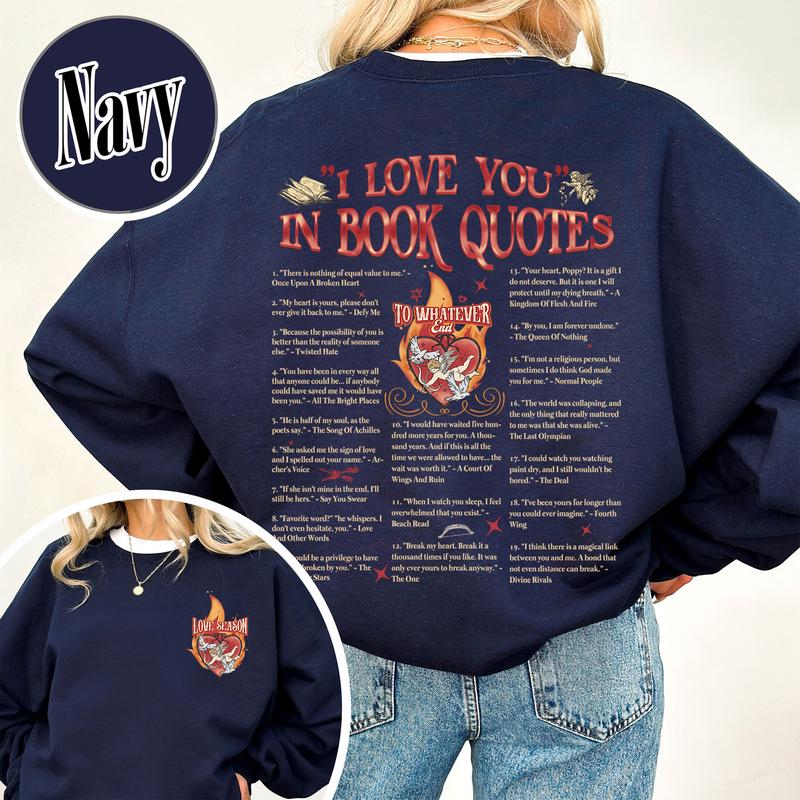 Navy
"I LOVE YOU"
IN BOOK QUOTES
1. "There is nothing of equal value to me." -
Once Upon A Broken Heart
2. "My heart is yours, please don't
ever give it back to me." - Defy Me
3. "Because the possibility of you is
better than the reality of someone
else." - Twisted Hate
4. "You have been in every way all
that anyone could be... if anybody
could have saved me it would have
been you." - All The Bright Places
5. "He is half of my soul, as the
poets say." - The Song Of Achilles
6. "She asked me the sign of love
and I spelled out your name." - Ar-
cher's Voice
7. "If she isn't mine in the end, I'll
still be hers." - Say You Swear
8. "Favorite word?" "he whispers. I
don't even hesitate, you." - Love
And Other Words
ould be a privilege to have
broken by you." - The
Stars
TO WHATEVER
End
10. "I would have waited five hun-
dred more years for you. A thou-
sand years. And if this is all the
time we were allowed to have... the
wait was worth it." - A Court Of
Wings And Ruin
11. "When I watch you sleep, I feel
overwhelmed that you exist." -
Beach Read
12. "Break my heart. Break it a
thousand times if you like. It was
only ever yours to break anyway." -
The One
13. "Your heart, Poppy? It is a gift I
do not deserve. But it is one I will
protect until my dying breath." - A
Kingdom Of Flesh And Fire
14. "By you, I am forever undone."
- The Queen Of Nothing
15. "I'm not a religious person, but
sometimes I do think God made
you for me." - Normal People
16. "The world was collapsing, and
the only thing that really mattered
to me was that she was alive." -
The Last Olympian
17. "I could watch you watching
paint dry, and I still wouldn't be
bored." - The Deal
18. "I've been yours for longer than
you could ever imagine." - Fourth
Wing
19. "I think there is a magical link
between you and me. A bond that
not even distance can break." -
Divine Rivals
LOVE SEASON